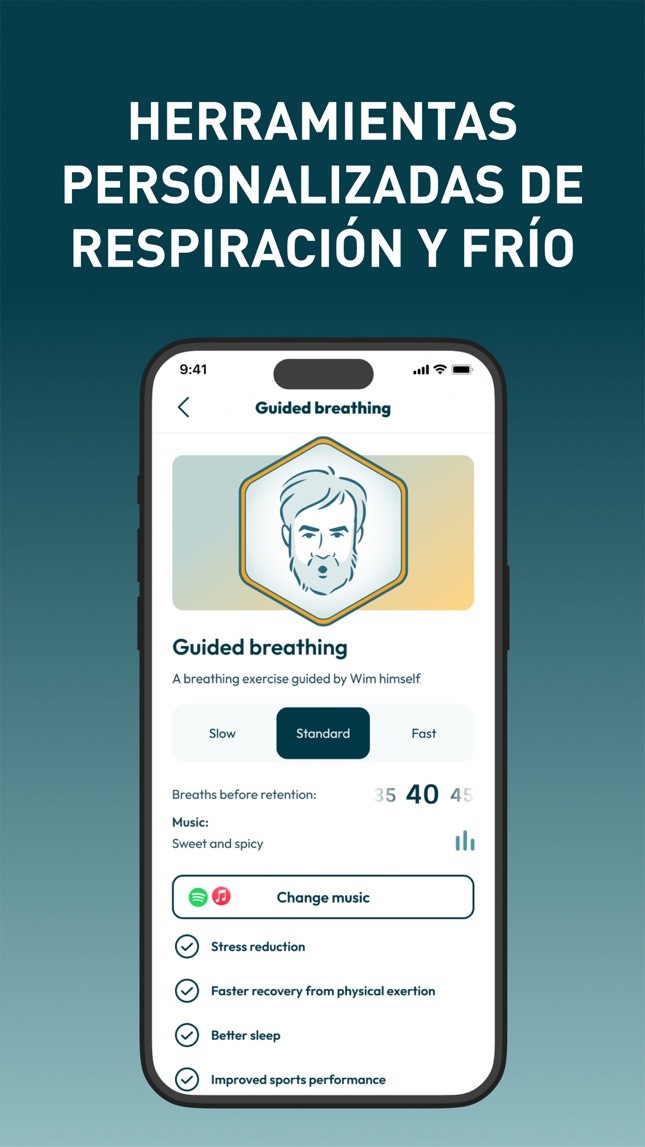 HERRAMIENTAS
PERSONALIZADAS DE
RESPIRACIÓN Y FRÍO
9:41
Guided breathing
Guided breathing
A breathing exercise guided by Wim himself.
Slow Standard Fast
Breaths before retention: 35 40 45
Music:
Sweet and spicy
Change music
Stress reduction
Faster recovery from physical exertion
Better sleep
Improved sports performance